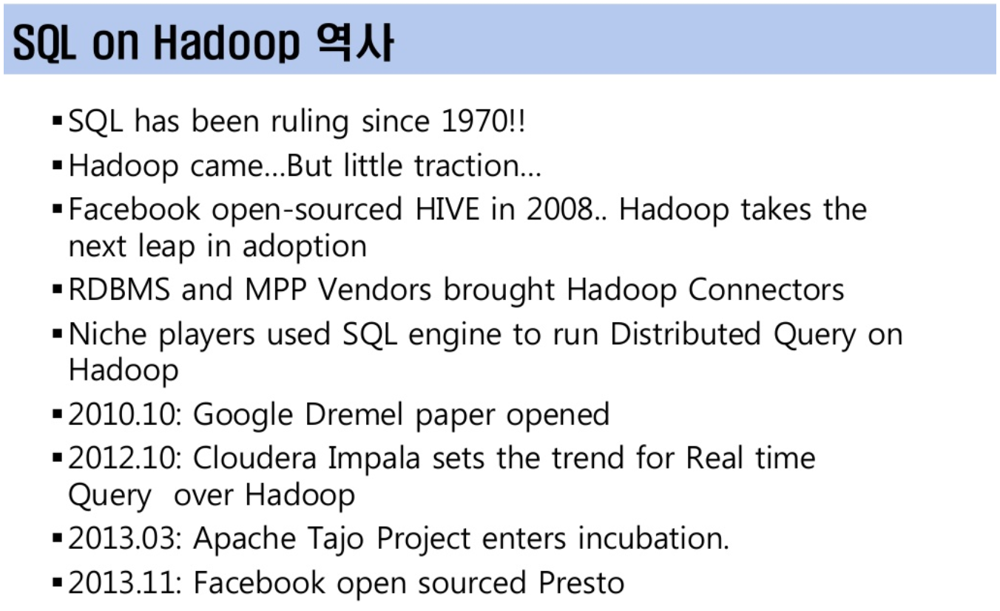 SQL on Hadoop 역사
▪SQL has been ruling since 1970!!
▪Hadoop came...But little traction...
▪Facebook open-sourced HIVE in 2008.. Hadoop takes the
next leap in adoption
▪RDBMS and MPP Vendors brought Hadoop Connectors
▪Niche players used SQL engine to run Distributed Query on
Hadoop
▪2010.10: Google Dremel paper opened
▪2012.10: Cloudera Impala sets the trend for Real time
Query  over Hadoop
▪2013.03: Apache Tajo Project enters incubation.
▪2013.11: Facebook open sourced Presto